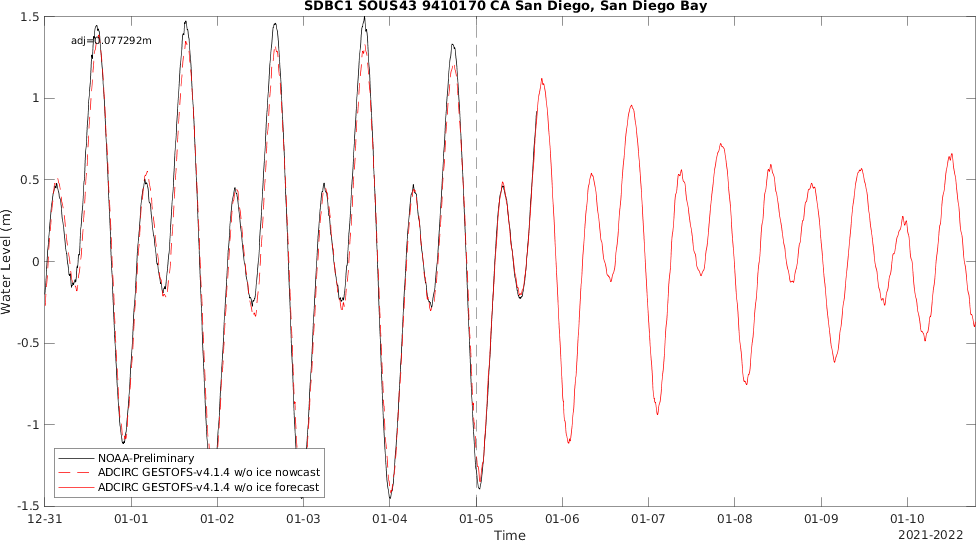 SDBC1 SOUS43 9410170 CA San Diego, San Diego Bay
adj=0.077292m
1.5
1
0.5
0
-0.5
-1
-1.5
Water Level (m)
NOAA-Preliminary
ADCIRC GESTOFS-v4.1.4 w/o ice nowcast
ADCIRC GESTOFS-v4.1.4 w/o ice forecast
12-31 01-01 01-02 01-03 01-04 01-05 01-06 01-07 01-08 01-09 01-10
Time
2021-2022